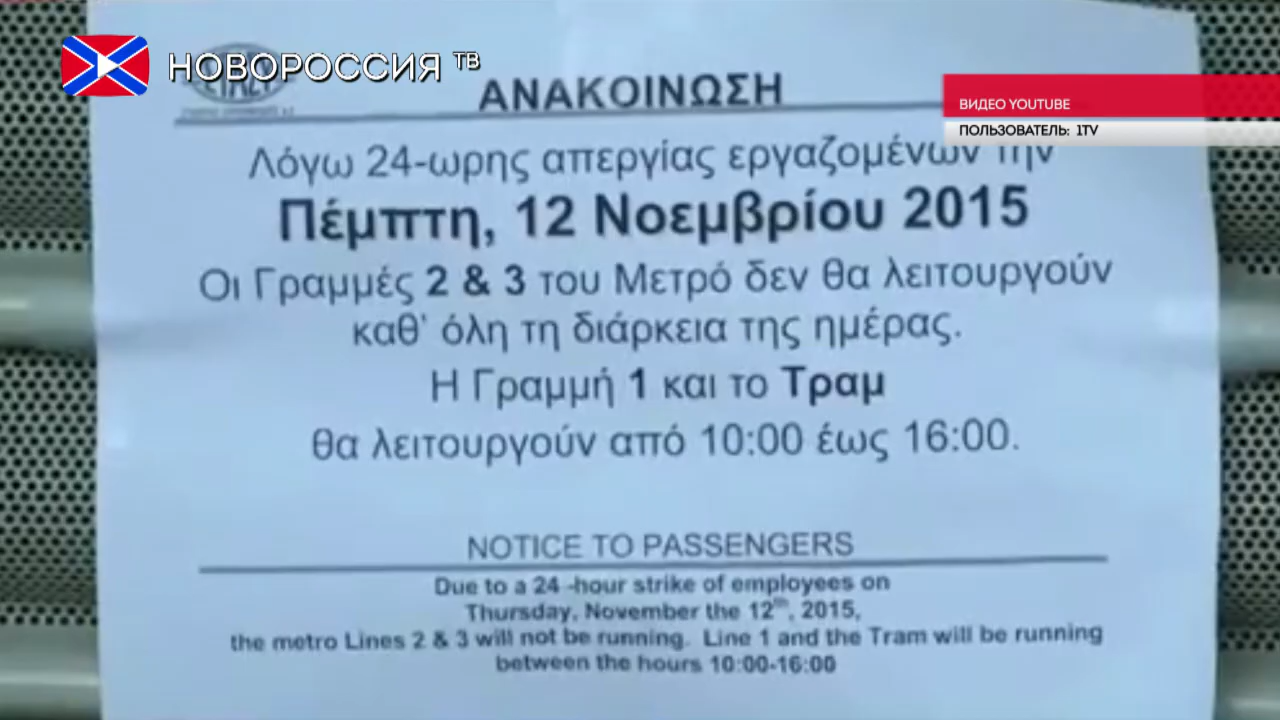 НОВОРОССИЯ ТВ
ВИДЕО YOUTUBE
ПОЛЬЗОВАТЕЛЬ: 1TV
ΑΝΑΚΟΙΝΩΣΗ
Λόγω 24-ωρης απεργίας εργαζομένων την
Πέμπτη, 12 Νοεμβρίου 2015
Οι Γραμμές 2 & 3 του Μετρό δεν θα λειτουργούν
καθ' όλη τη διάρκεια της ημέρας.
Η Γραμμή 1 και το Τραμ
θα λειτουργούν από 10:00 έως 16:00.
NOTICE TO PASSENGERS
Due to a 24 -hour strike of employees on
Thursday, November the 12th, 2015,
the metro Lines 2 & 3 will not be running. Line 1 and the Tram will be running
between the hours 10:00-16:00